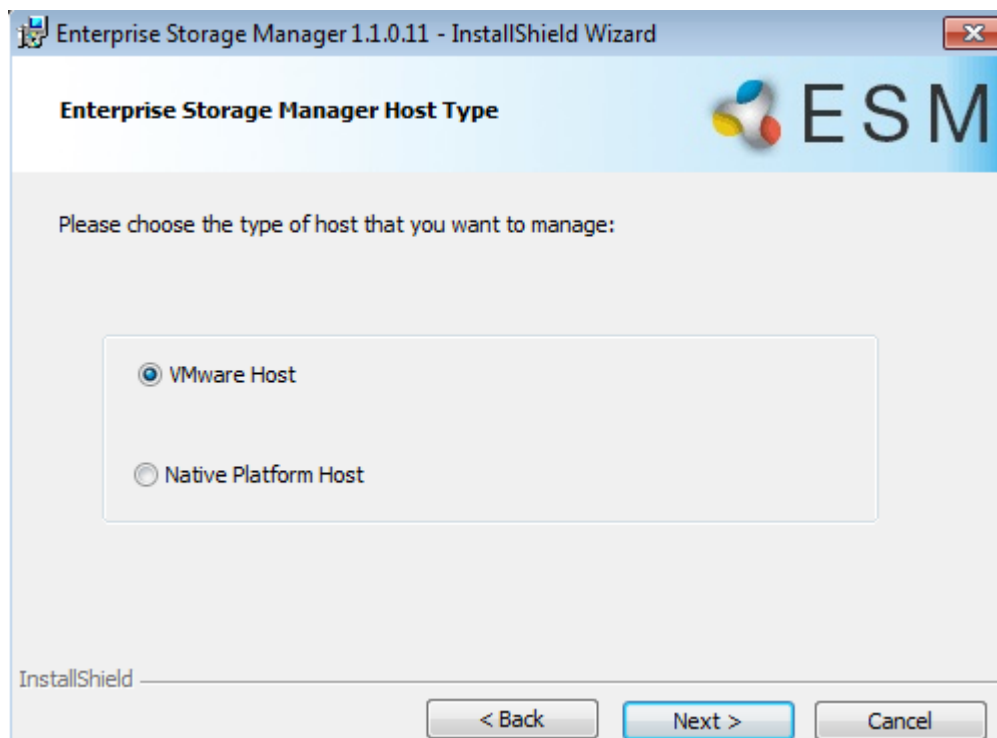 Enterprise Storage Manager 1.1.0.11 - InstallShield Wizard
Enterprise Storage Manager Host Type
ESM
Please choose the type of host that you want to manage:
VMware Host
Native Platform Host
InstallShield
< Back Next > Cancel